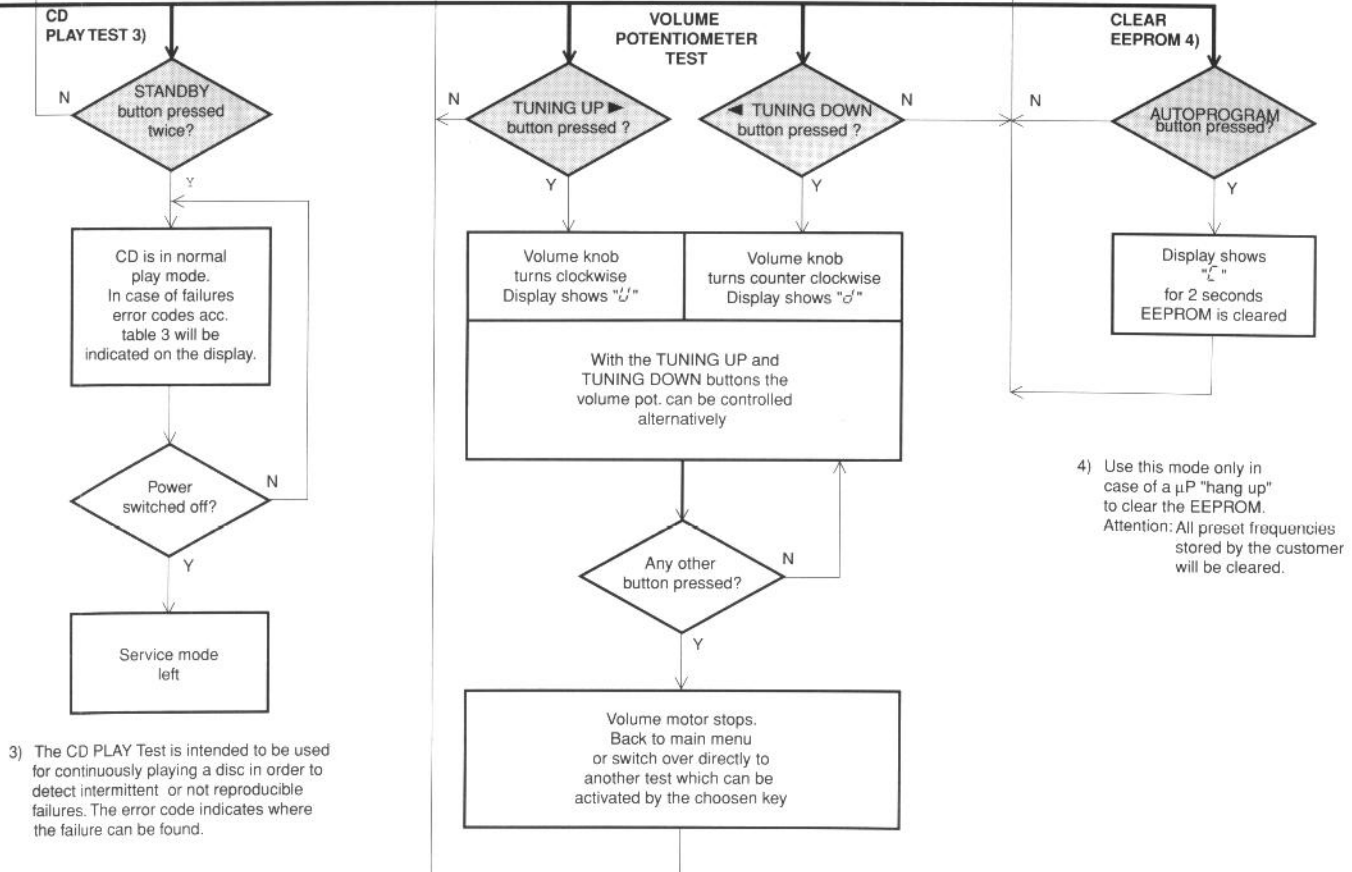 CD
PLAY TEST 3)
STANDBY
button pressed
twice?
N
Y
CD is in normal
play mode.
In case of failures
error codes acc.
table 3 will be
indicated on the display.
Power
switched off?
N
Y
Service mode
left
3) The CD PLAY Test is intended to be used
for continuously playing a disc in order to
detect intermittent or not reproducible
failures. The error code indicates where
the failure can be found.
VOLUME
POTENTIOMETER
TEST
N
TUNING UP ►
button pressed ?
Y
◄ TUNING DOWN
button pressed ?
N
Y
Volume knob
turns clockwise
Display shows "U"
Volume knob
turns counter clockwise
Display shows "d"
With the TUNING UP and
TUNING DOWN buttons the
volume pot. can be controlled
alternatively
Any other
button pressed?
N
Y
Volume motor stops.
Back to main menu
or switch over directly to
another test which can be
activated by the choosen key
CLEAR
EEPROM 4)
N
AUTOPROGRAM
button pressed?
Y
Display shows
"C"
for 2 seconds
EEPROM is cleared
4) Use this mode only in
case of a µP "hang up"
to clear the EEPROM.
Attention: All preset frequencies
stored by the customer
will be cleared.